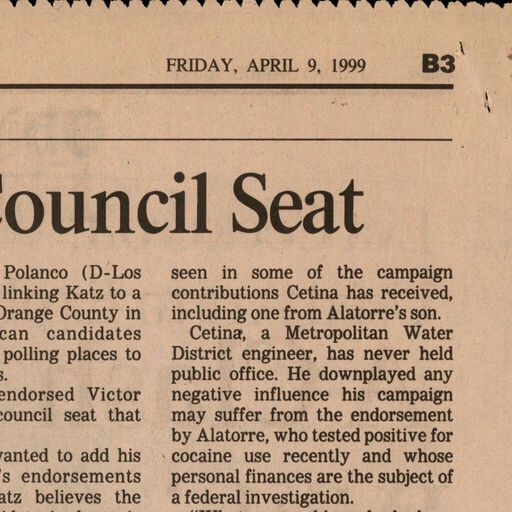 FRIDAY, APRIL 9, 1999 B3
ouncil Seat
Polanco (D-Los
linking Katz to a
Orange County in
can candidates
polling places to
s.
endorsed Victor
council seat that
anted to add his
's endorsements
atz believes the
seen in some of the campaign
contributions Cetina has received,
including one from Alatorre's son.
Cetina, a Metropolitan Water
District engineer, has never held
public office. He downplayed any
negative influence his campaign
may suffer from the endorsement
by Alatorre, who tested positive for
cocaine use recently and whose
personal finances are the subject of
a federal investigation.